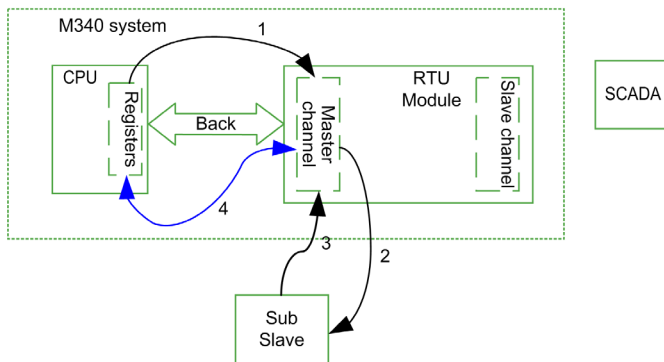 M340 system
1
CPU
Registers
Back
RTU
Module
Master
channel
Slave channel
SCADA
4
3
2
Sub
Slave